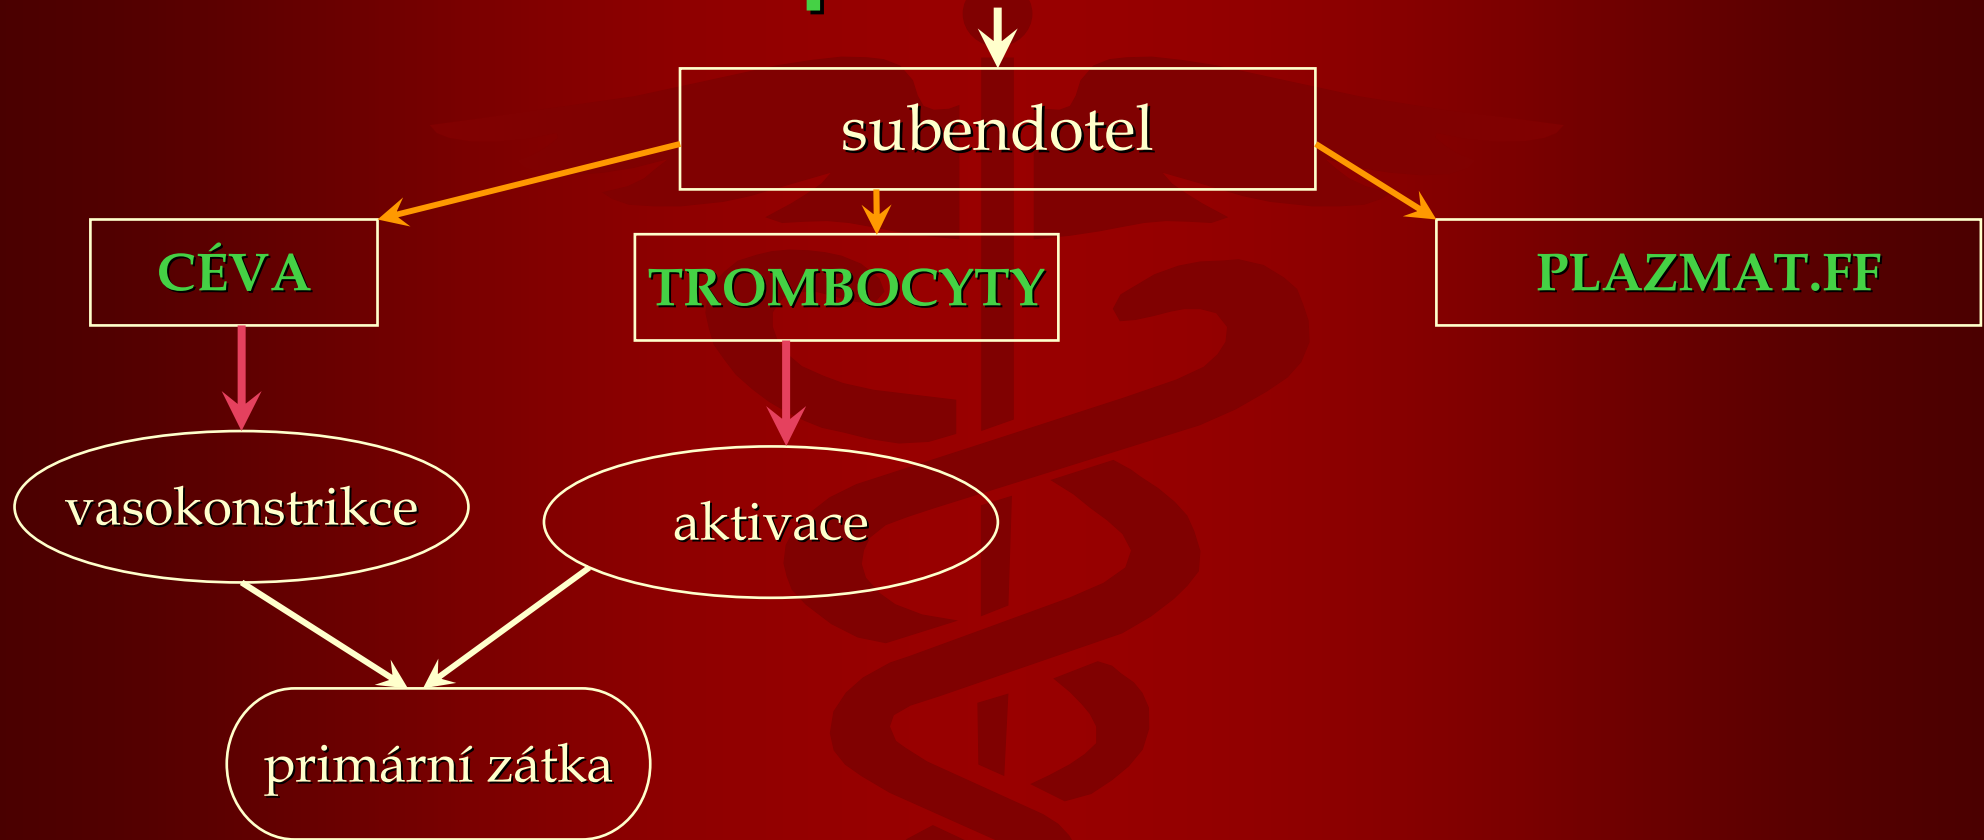 subendotel
CÉVA
TROMBOCYTY
PLAZMAT.FF
vasokonstrikce
aktivace
primární zátka